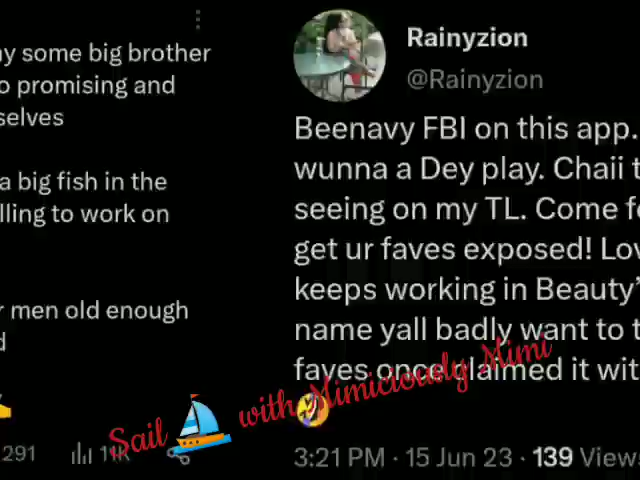 ny some big brother
o promising and
selves
a big fish in the
lling to work on
r men old enough
d
291
11K
Rainyzion
@Rainyzion
Beenavy FBI on this app.
wunna a Dey play. Chaii t
seeing on my TL. Come fo
get ur faves exposed! Lov
keeps working in Beauty’
name yall badly want to t
faves once claimed it wit
3:21 PM · 15 Jun 23 · 139 Views
Sail with Mimiciously Mimi